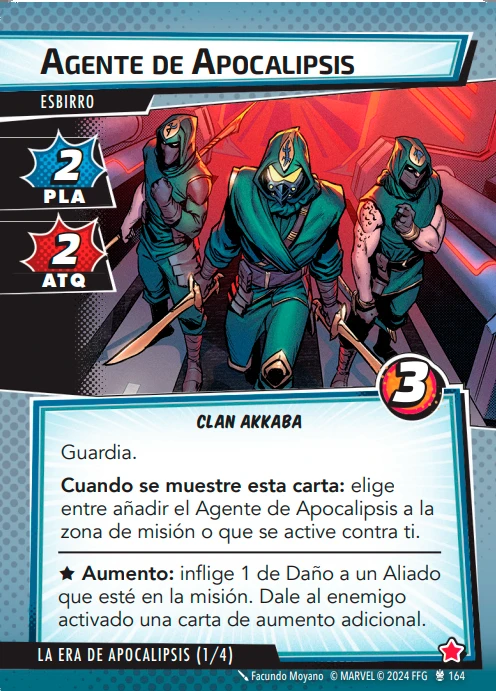 AGENTE DE APOCALIPSIS
ESBIRRO
2
PLA
2
ATQ
3
CLAN AKKABA
Guardia.
Cuando se muestre esta carta: elige
entre añadir el Agente de Apocalipsis a la
zona de misión o que se active contra ti.
★ Aumento: inflige 1 de Daño a un Aliado
que esté en la misión. Dale al enemigo
activado una carta de aumento adicional.
LA ERA DE APOCALIPSIS (1/4)
Facundo Moyano © MARVEL © 2024 FFG 164